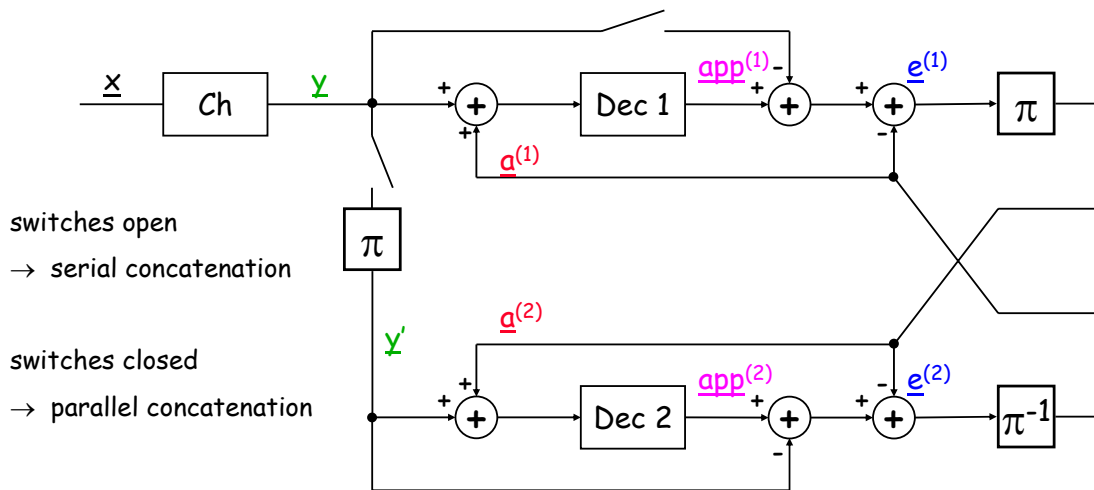 x
Ch
y
+
+
+
a(1)
Dec 1
app(1)
-
+
+
+
+
-
e(1)
π
switches open
→ serial concatenation
π
y'
switches closed
→ parallel concatenation
a(2)
+
+
+
Dec 2
app(2)
+
+
-
+
-
+
e(2)
π-1